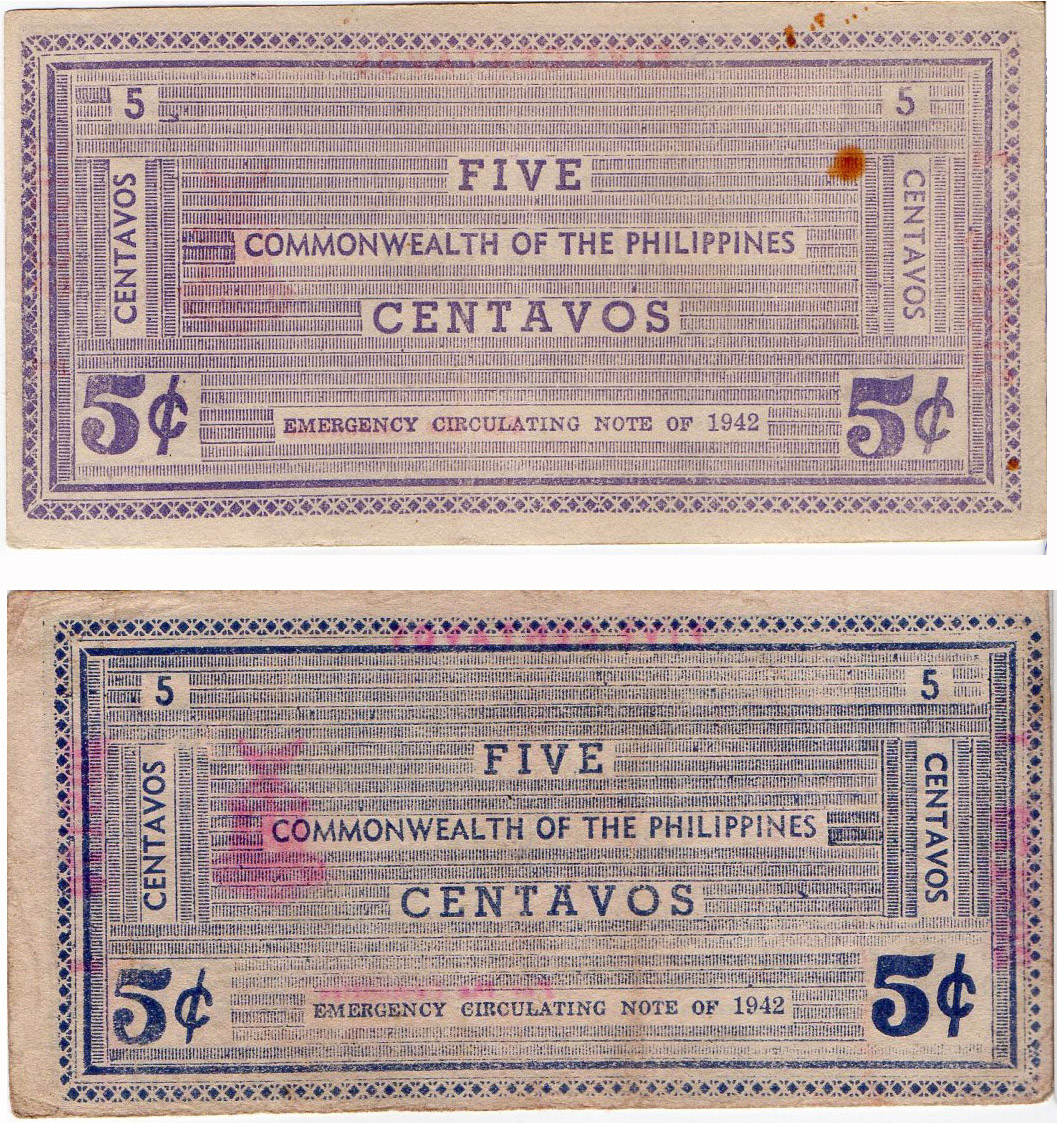 5 5
FIVE
CENTAVOS CENTAVOS
COMMONWEALTH OF THE PHILIPPINES
CENTAVOS
5¢ 5¢
EMERGENCY CIRCULATING NOTE OF 1942
5 5
FIVE
CENTAVOS CENTAVOS
COMMONWEALTH OF THE PHILIPPINES
CENTAVOS
5¢ 5¢
EMERGENCY CIRCULATING NOTE OF 1942